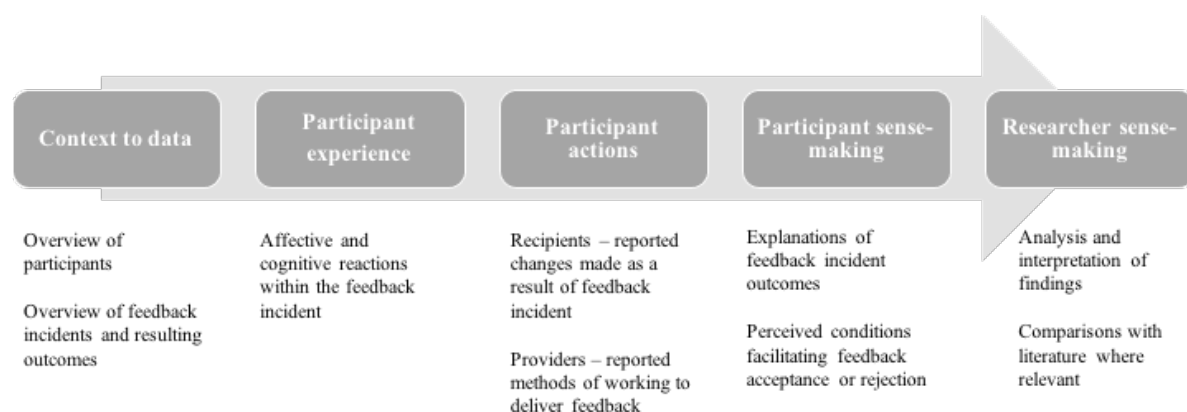 Context to data
Participant
experience
Participant
actions
Participant sense-
making
Researcher sense-
making
Overview of
participants
Overview of feedback
incidents and resulting
outcomes
Affective and
cognitive reactions
within the feedback
incident
Recipients – reported
changes made as a
result of feedback
incident
Providers – reported
methods of working to
deliver feedback
Explanations of
feedback incident
outcomes
Perceived conditions
facilitating feedback
acceptance or rejection
Analysis and
interpretation of
findings
Comparisons with
literature where
relevant